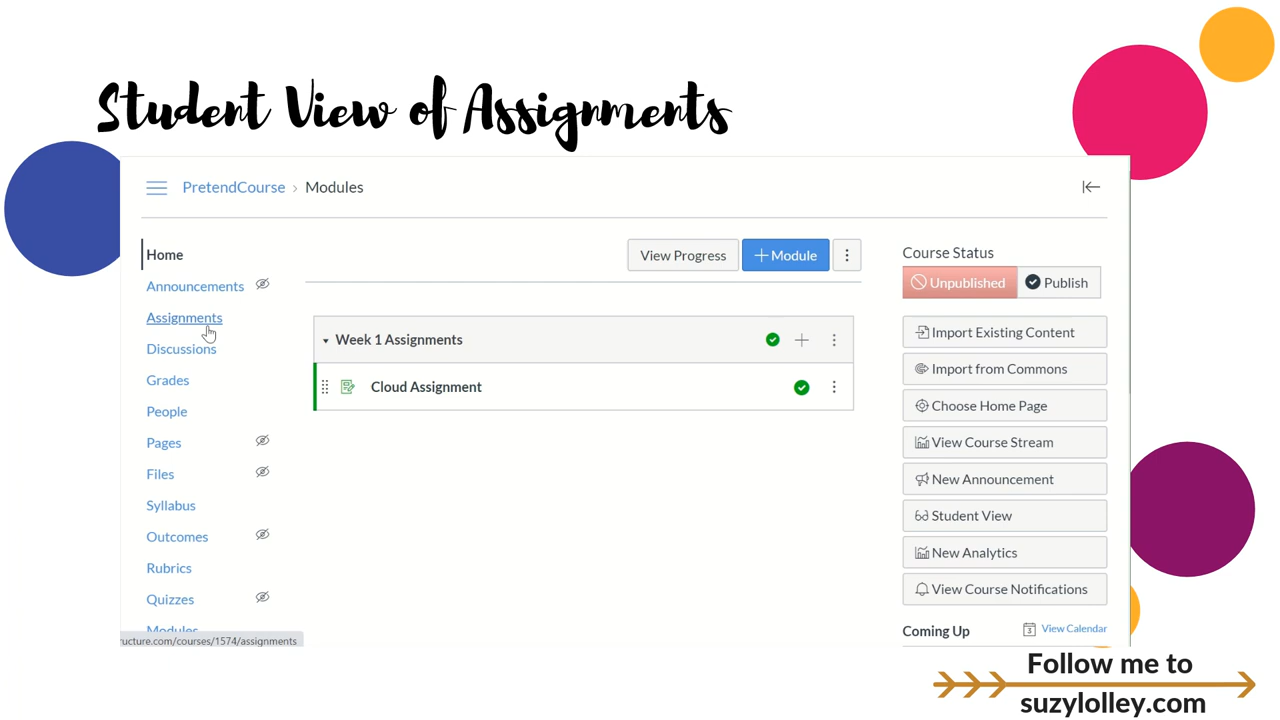 Student View of Assignments
PretendCourse › Modules
Home
Announcements
Assignments
Discussions
Grades
People
Pages
Files
Syllabus
Outcomes
Rubrics
Quizzes
Modules
ructure.com/courses/1574/assignments
View Progress
+ Module
Week 1 Assignments
Cloud Assignment
Course Status
Unpublished
Publish
Import Existing Content
Import from Commons
Choose Home Page
View Course Stream
New Announcement
Student View
New Analytics
View Course Notifications
Coming Up
3 View Calendar
Follow me to
suzylolley.com